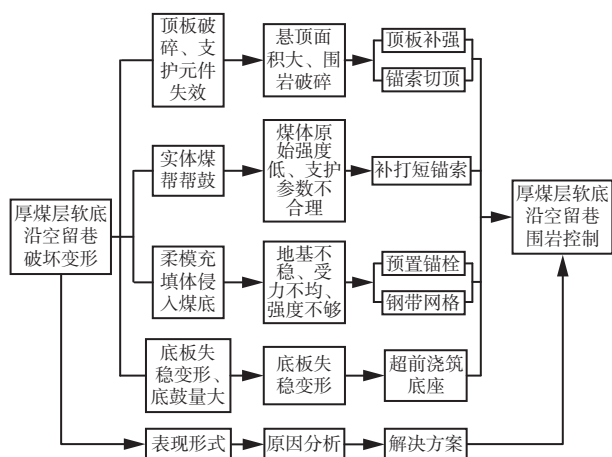 厚煤层软底
沿空留巷
破坏变形
顶板破
碎、支
护元件
失效
悬顶面
积大、围
岩破碎
顶板补强
锚索切顶
实体煤
帮帮鼓
煤体原
始强度
低、支护
参数不
合理
补打短锚索
柔模充
填体侵
入煤底
地基不
稳、受
力不均、
强度不够
预置锚栓
钢带网格
底板失
稳变形、
底鼓量大
底板失
稳变形
超前浇筑
底座
厚煤层软底
沿空留巷
围岩控制
表现形式
原因分析
解决方案